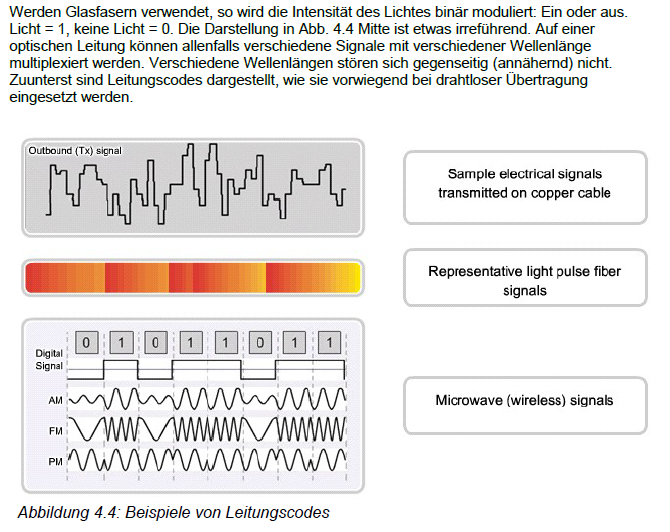 Werden Glasfasern verwendet, so wird die Intensität des Lichtes binär moduliert: Ein oder aus.
Licht = 1, keine Licht = 0. Die Darstellung in Abb. 4.4 Mitte ist etwas irreführend. Auf einer
optischen Leitung können allenfalls verschiedene Signale mit verschiedener Wellenlänge
multiplexiert werden. Verschiedene Wellenlängen stören sich gegenseitig (annähernd) nicht.
Zuunterst sind Leitungscodes dargestellt, wie sie vorwiegend bei drahtloser Übertragung
eingesetzt werden.
Outbound (Tx) signal
Sample electrical signals
transmitted on copper cable
Representative light pulse fiber
signals
0 1 0 1 1 0 1 1
Digital
Signal
AM
FM
PM
Microwave (wireless) signals
Abbildung 4.4: Beispiele von Leitungscodes